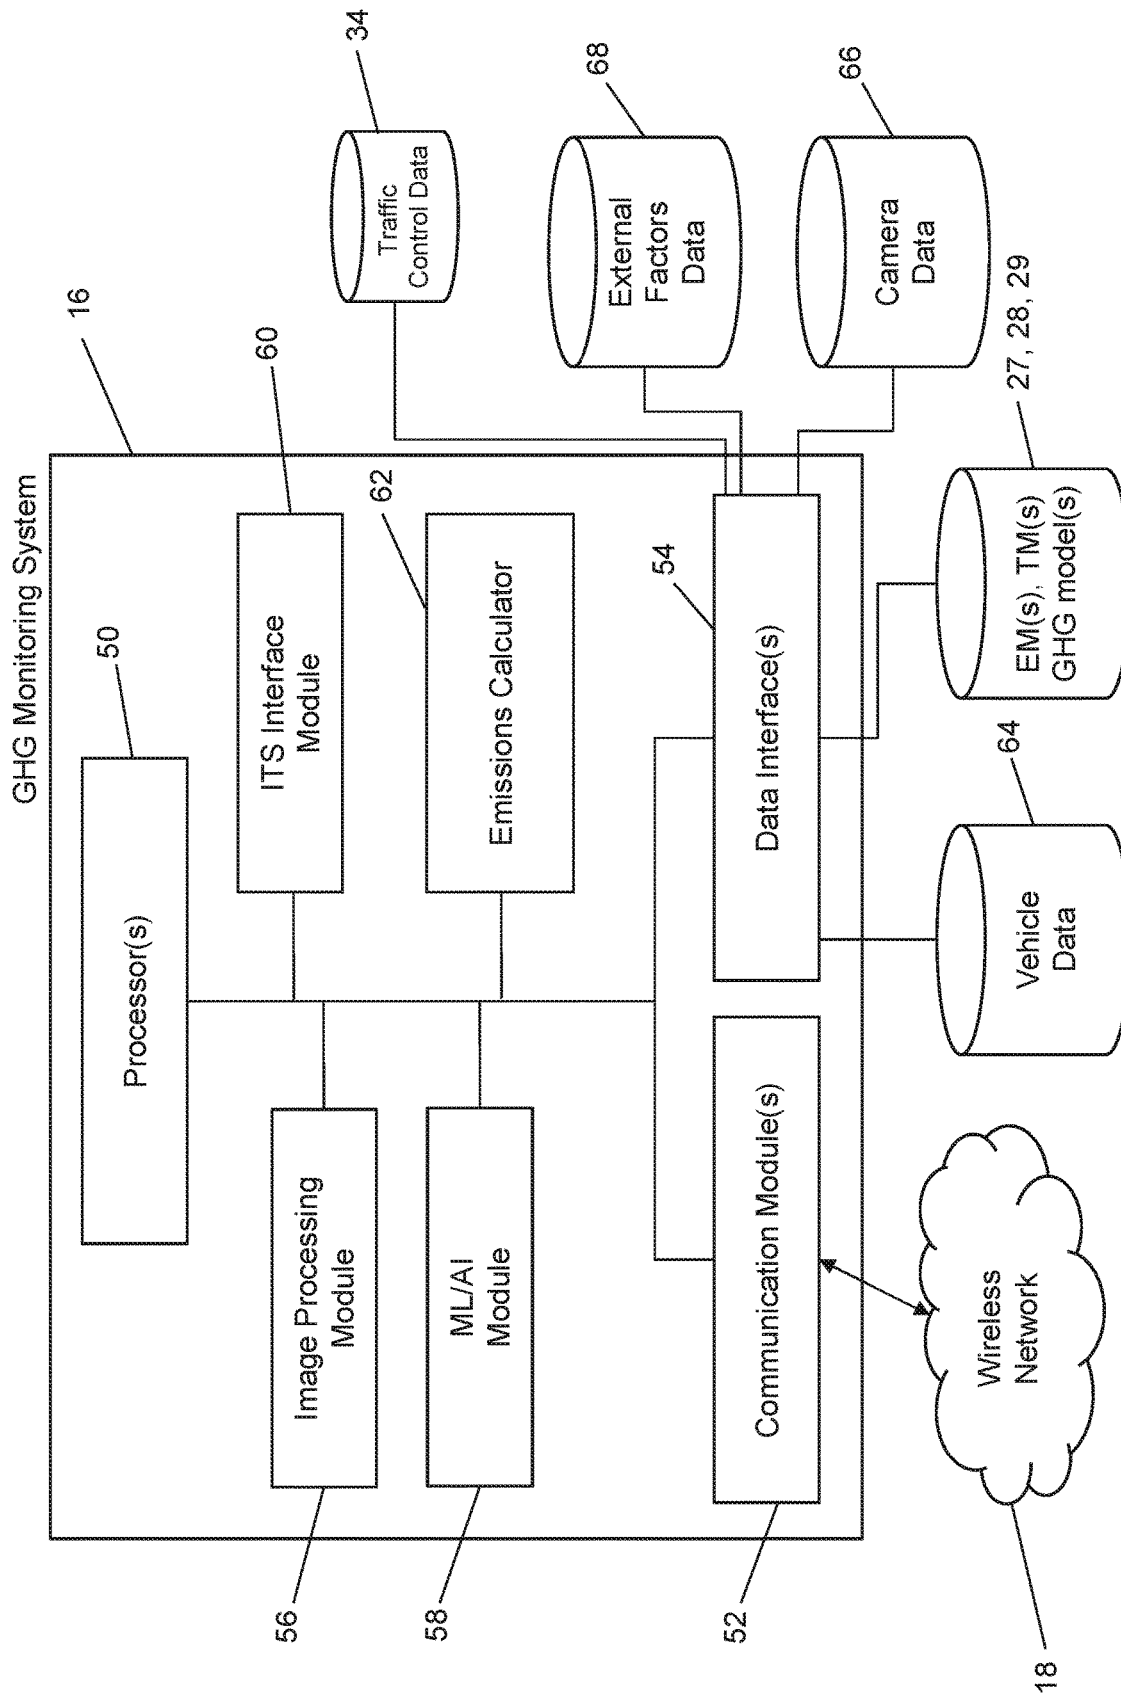 GHG Monitoring System
16
Processor(s)
50
Image Processing
Module
56
ITS Interface
Module
60
ML/AI
Module
58
Emissions Calculator
62
Communication Module(s)
52
Data Interface(s)
54
Traffic
Control Data
34
External
Factors
Data
68
Camera
Data
66
Wireless
Network
18
Vehicle
Data
64
EM(s), TM(s)
GHG model(s)
27, 28, 29